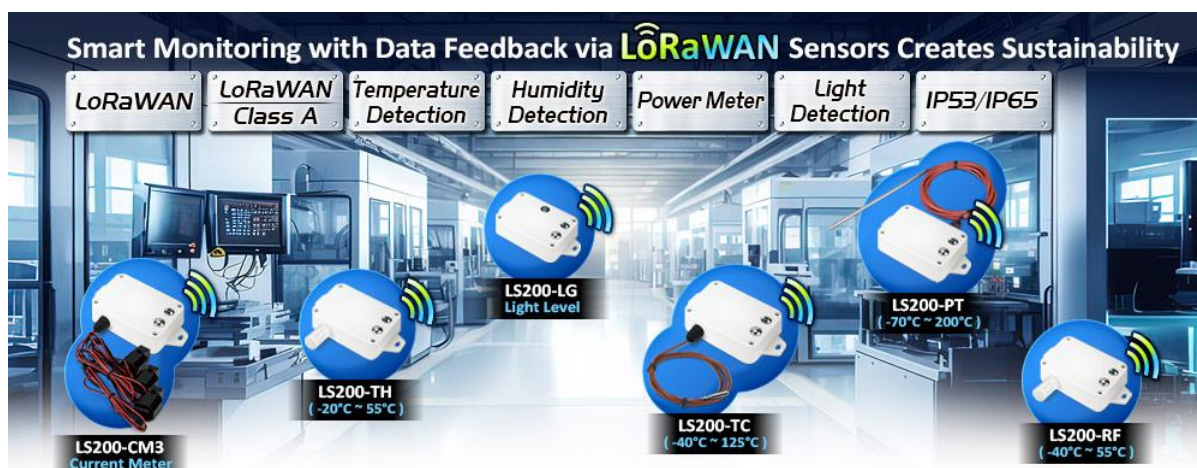 Smart Monitoring with Data Feedback via LoRaWAN Sensors Creates Sustainability
LoRaWAN
LoRaWAN
Class A
Temperature
Detection
Humidity
Detection
Power Meter
Light
Detection
IP53/IP65
LS200-LG
Light Level
LS200-PT
( -70°C ~ 200°C )
LS200-TH
( -20°C ~ 55°C )
LS200-TC
( -40°C ~ 125°C )
LS200-RF
( -40°C ~ 55°C )
LS200-CM3
Current Meter